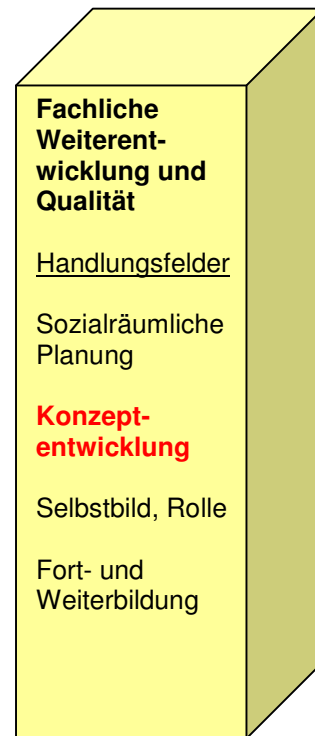 Fachliche
Weiterent-
wicklung und
Qualität
Handlungsfelder
Sozialräumliche
Planung
Konzept-
entwicklung
Selbstbild, Rolle
Fort- und
Weiterbildung